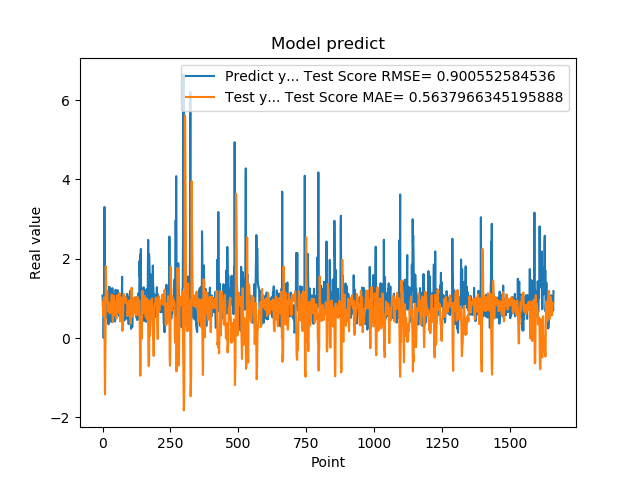 Model predict
Predict y... Test Score RMSE= 0.900552584536
Test y... Test Score MAE= 0.5637966345195888
Real value
6
4
2
0
−2
0 250 500 750 1000 1250 1500
Point